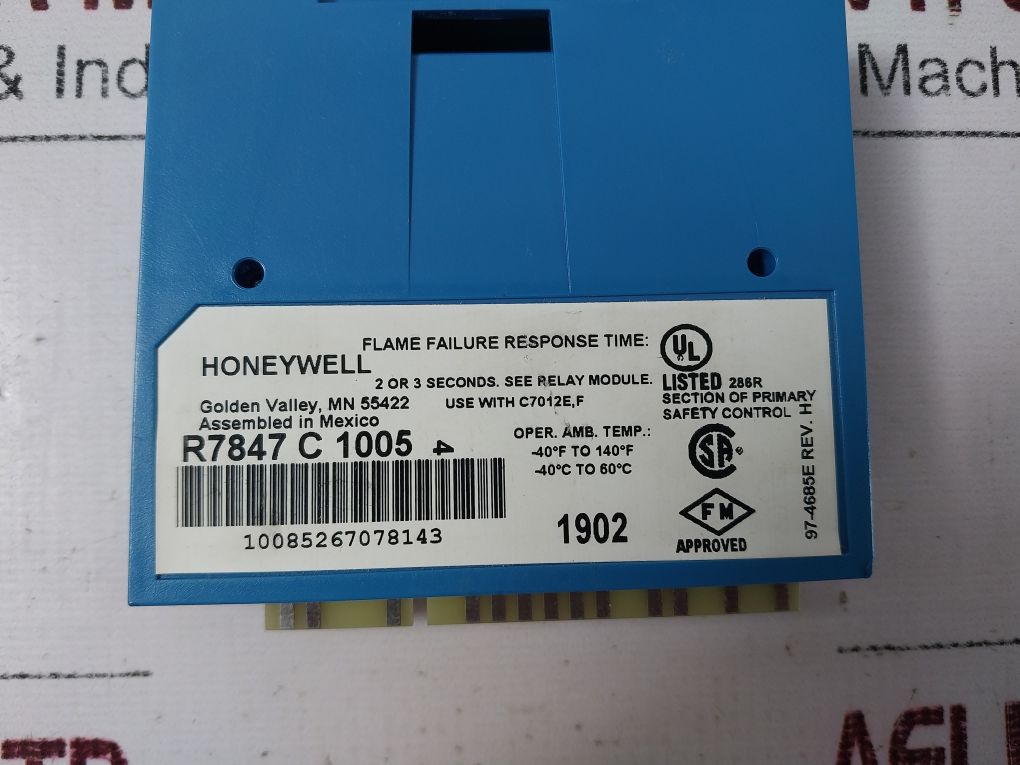 & Ind
Mach
FLAME FAILURE RESPONSE TIME:
HONEYWELL
2 OR 3 SECONDS. SEE RELAY MODULE.
Golden Valley, MN 55422
USE WITH C7012E,F
Assembled in Mexico
R7847 C 1005 4
OPER. AMB. TEMP.:
-40°F TO 140°F
-40°C TO 60°C
10085267078143
1902
UL
LISTED 286R
SECTION OF PRIMARY
SAFETY CONTROL
SA
FM
APPROVED
97-4685E REV. H